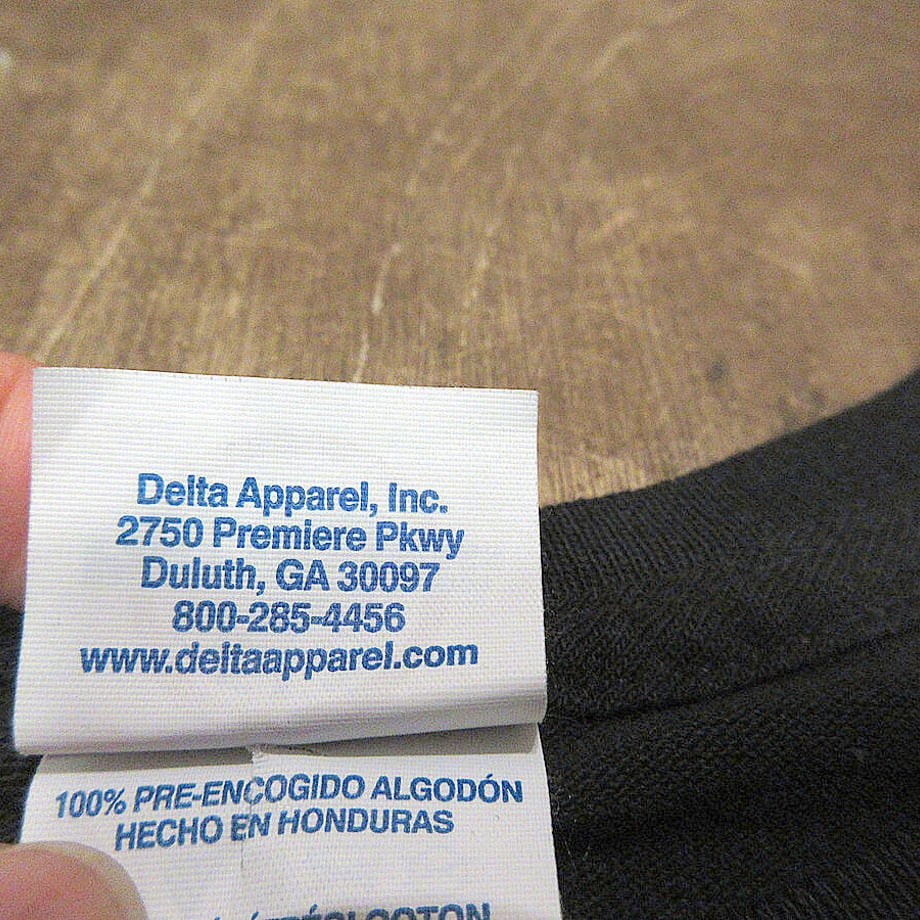 Delta Apparel, Inc.
2750 Premiere Pkwy
Duluth, GA 30097
800-285-4456
www.deltaapparel.com
100% PRE-ENCOGIDO ALGODÓN
HECHO EN HONDURAS